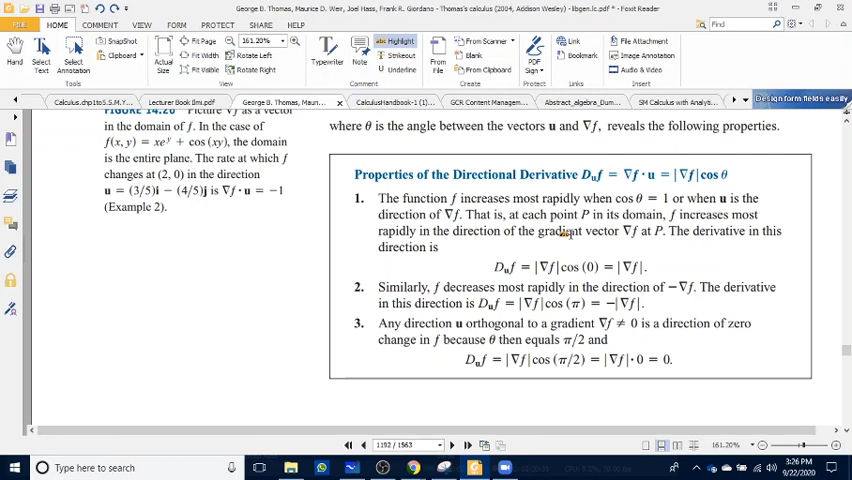 George B. Thomas, Maurice D. Weir, Joel Hass, Frank R. Giordano - Thomas's calculus (2004, Addison Wesley) - libgen.lc.pdf * - Foxit Reader
FILE HOME COMMENT VIEW FORM PROTECT SHARE HELP
Find
SnapShot Fit Page 161.20% Highlight From Scanner Link File Attachment
Clipboard Fit Width Rotate Left Strikeout Blank Bookmark Image Annotation
Hand Select Text Select Annotation Actual Size Fit Visible Rotate Right Typewriter Note Underline From File From Clipboard PDF Sign Audio & Video
Tools View Comment Create Protect Links Insert
Calculus.dhp1to5.S.M.Y... Lecturer Book Ilmi.pdf George B. Thomas, Maur... CalculusHandbook-1 (1... GCR Content Managem... Abstract_algebra_Dum... SM Calculus with Analyt... Design form fields easily
FIGURE 14.26 Picture ∇f as a vector
in the domain of f. In the case of
f(x, y) = xe^y + cos (xy), the domain
is the entire plane. The rate at which f
changes at (2, 0) in the direction
u = (3/5)i − (4/5)j is ∇f · u = −1
(Example 2).
where θ is the angle between the vectors u and ∇f, reveals the following properties.
Properties of the Directional Derivative D_u f = ∇f · u = |∇f| cos θ
1. The function f increases most rapidly when cos θ = 1 or when u is the
direction of ∇f. That is, at each point P in its domain, f increases most
rapidly in the direction of the gradient vector ∇f at P. The derivative in this
direction is
D_u f = |∇f| cos (0) = |∇f|.
2. Similarly, f decreases most rapidly in the direction of −∇f. The derivative
in this direction is D_u f = |∇f| cos (π) = −|∇f|.
3. Any direction u orthogonal to a gradient ∇f ≠ 0 is a direction of zero
change in f because θ then equals π/2 and
D_u f = |∇f| cos (π/2) = |∇f| · 0 = 0.
1192 / 1563 161.20%
Type here to search
3:26 PM
9/22/2020